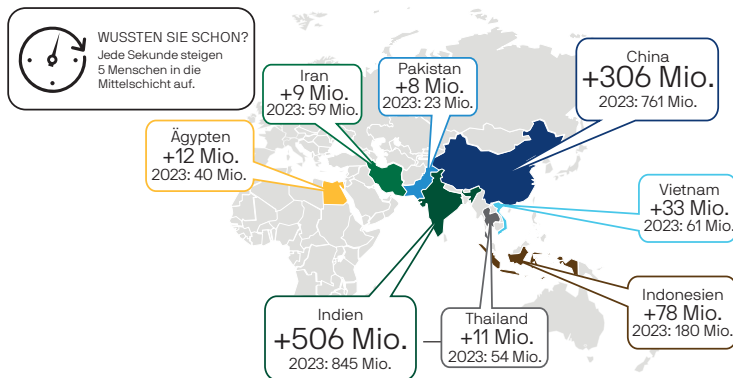 WUSSTEN SIE SCHON?
Jede Sekunde steigen
5 Menschen in die
Mittelschicht auf.
China
+306 Mio.
2023: 761 Mio.
Iran
+9 Mio.
2023: 59 Mio.
Pakistan
+8 Mio.
2023: 23 Mio.
Ägypten
+12 Mio.
2023: 40 Mio.
Vietnam
+33 Mio.
2023: 61 Mio.
Indien
+506 Mio.
2023: 845 Mio.
Thailand
+11 Mio.
2023: 54 Mio.
Indonesien
+78 Mio.
2023: 180 Mio.